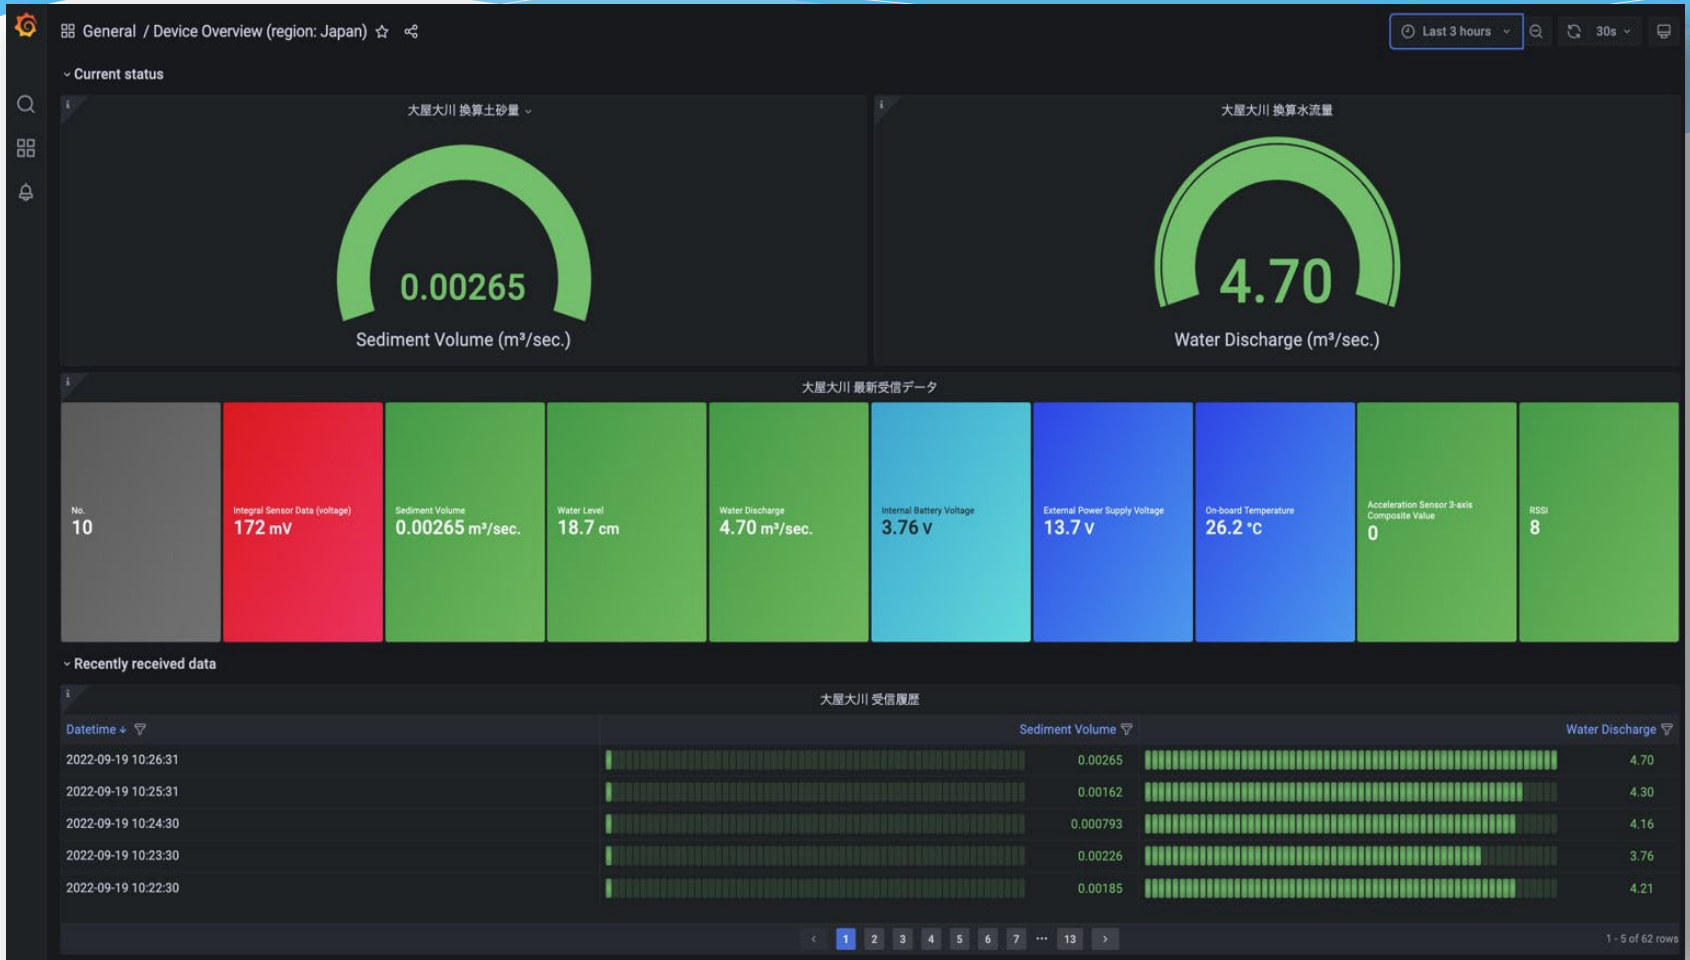 General / Device Overview (region: Japan)
Last 3 hours
30s
Current status
大屋大川 換算土砂量
大屋大川 換算水流量
0.00265
Sediment Volume (m³/sec.)
4.70
Water Discharge (m³/sec.)
大屋大川 最新受信データ
No.
10
Integral Sensor Data (voltage)
172 mV
Sediment Volume
0.00265 m³/sec.
Water Level
18.7 cm
Water Discharge
4.70 m³/sec.
Internal Battery Voltage
3.76 V
External Power Supply Voltage
13.7 V
On-board Temperature
26.2 °C
Acceleration Sensor 3-axis
Composite Value
0
RSSI
8
Recently received data
大屋大川 受信履歴
Datetime Sediment Volume Water Discharge
2022-09-19 10:26:31 0.00265 4.70
2022-09-19 10:25:31 0.00162 4.30
2022-09-19 10:24:30 0.000793 4.16
2022-09-19 10:23:30 0.00226 3.76
2022-09-19 10:22:30 0.00185 4.21
‹ 1 2 3 4 5 6 7 ··· 13 ›
1 - 5 of 62 rows